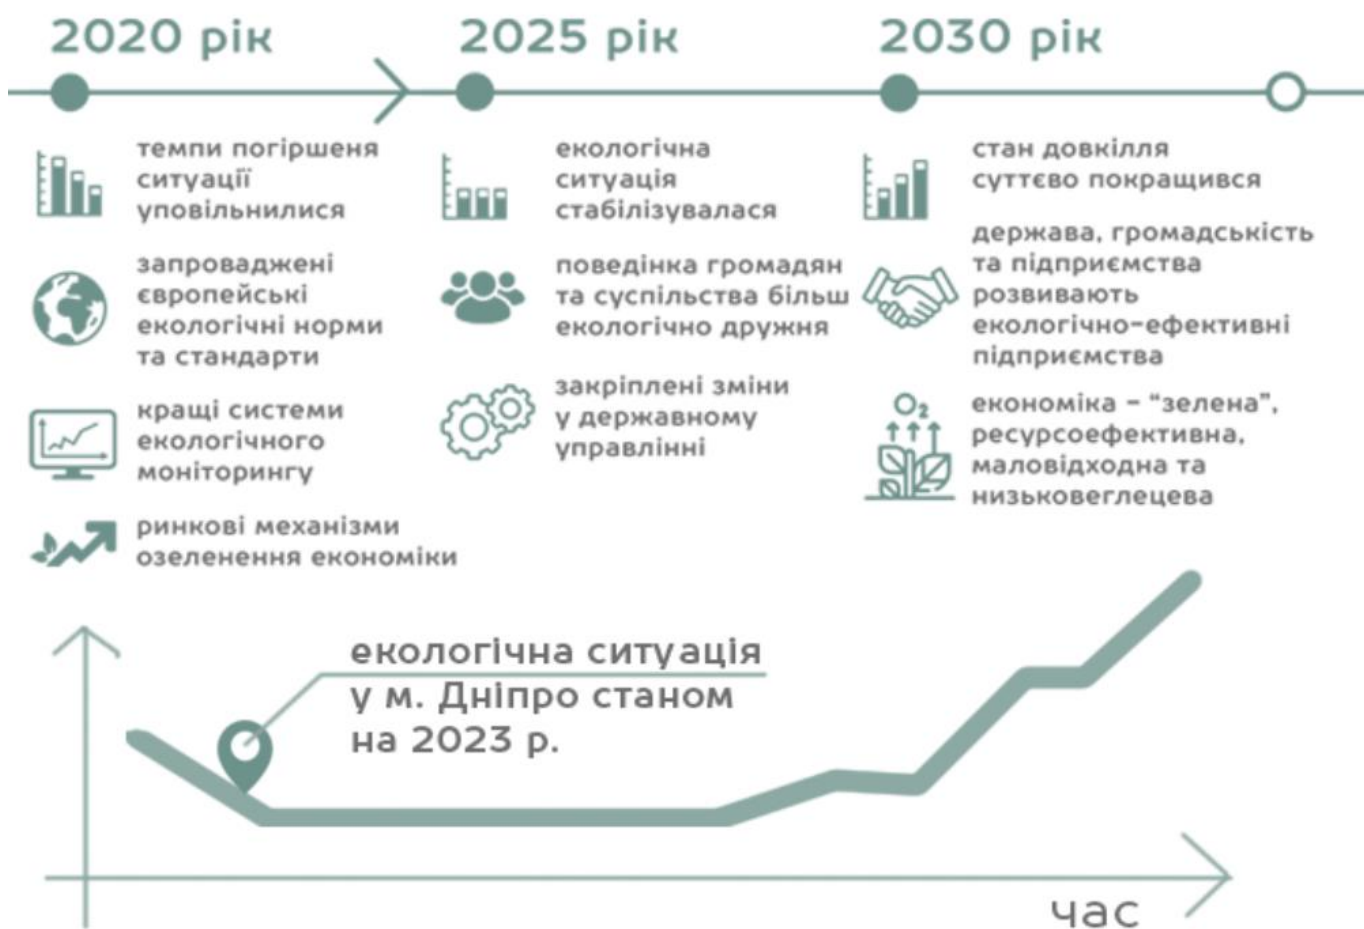 2020 рік
темпи погіршеня
ситуації
уповільнилися
запроваджені
європейські
екологічні норми
та стандарти
кращі системи
екологічного
моніторингу
ринкові механізми
озеленення економіки
2025 рік
екологічна
ситуація
стабілізувалася
поведінка громадян
та суспільства більш
екологічно дружня
закріплені зміни
у державному
управлінні
2030 рік
стан довкілля
суттєво покращився
держава, громадськість
та підприємства
розвивають
екологічно-ефективні
підприємства
O₂
економіка – “зелена”,
ресурсоефективна,
маловідходна та
низьковеглецева
екологічна ситуація
у м. Дніпро станом
на 2023 р.
час